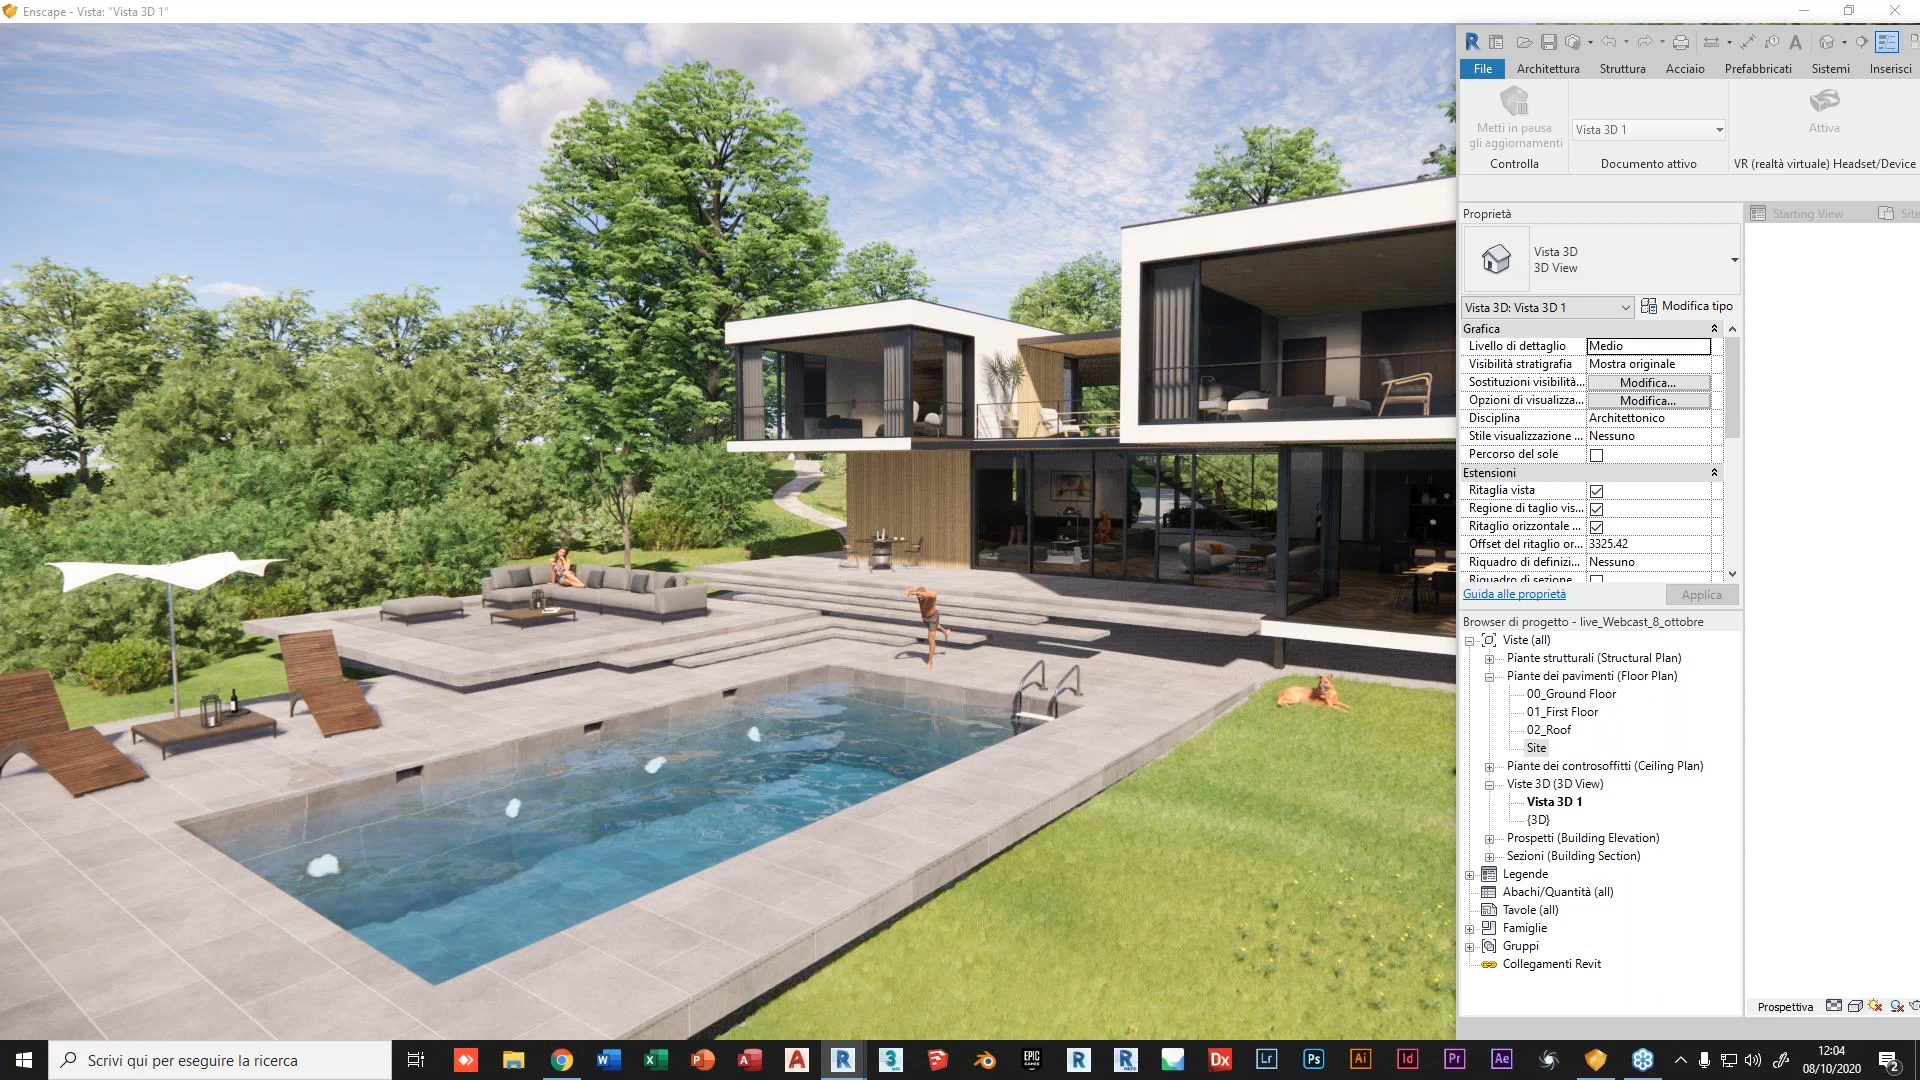 Enscape - Vista: "Vista 3D 1"
File Architettura Struttura Acciaio Prefabbricati Sistemi Inserisci
Metti in pausa
gli aggiornamenti
Vista 3D 1
Attiva
Controlla
Documento attivo
VR (realtà virtuale) Headset/Device
Proprietà
Starting View
Site
Vista 3D
3D View
Vista 3D: Vista 3D 1
Modifica tipo
Grafica
Livello di dettaglio Medio
Visibilità stratigrafia Mostra originale
Sostituzioni visibilità... Modifica...
Opzioni di visualizza... Modifica...
Disciplina Architettonico
Stile visualizzazione ... Nessuno
Percorso del sole
Estensioni
Ritaglia vista
Regione di taglio vis...
Ritaglio orizzontale ...
Offset del ritaglio or... 3325.42
Riquadro di definizi... Nessuno
Riquadro di sezione
Guida alle proprietà
Applica
Browser di progetto - live_Webcast_8_ottobre
Viste (all)
Piante strutturali (Structural Plan)
Piante dei pavimenti (Floor Plan)
00_Ground Floor
01_First Floor
02_Roof
Site
Piante dei controsoffitti (Ceiling Plan)
Viste 3D (3D View)
Vista 3D 1
{3D}
Prospetti (Building Elevation)
Sezioni (Building Section)
Legende
Abachi/Quantità (all)
Tavole (all)
Famiglie
Gruppi
Collegamenti Revit
Prospettiva
Scrivi qui per eseguire la ricerca
12:04
08/10/2020
2